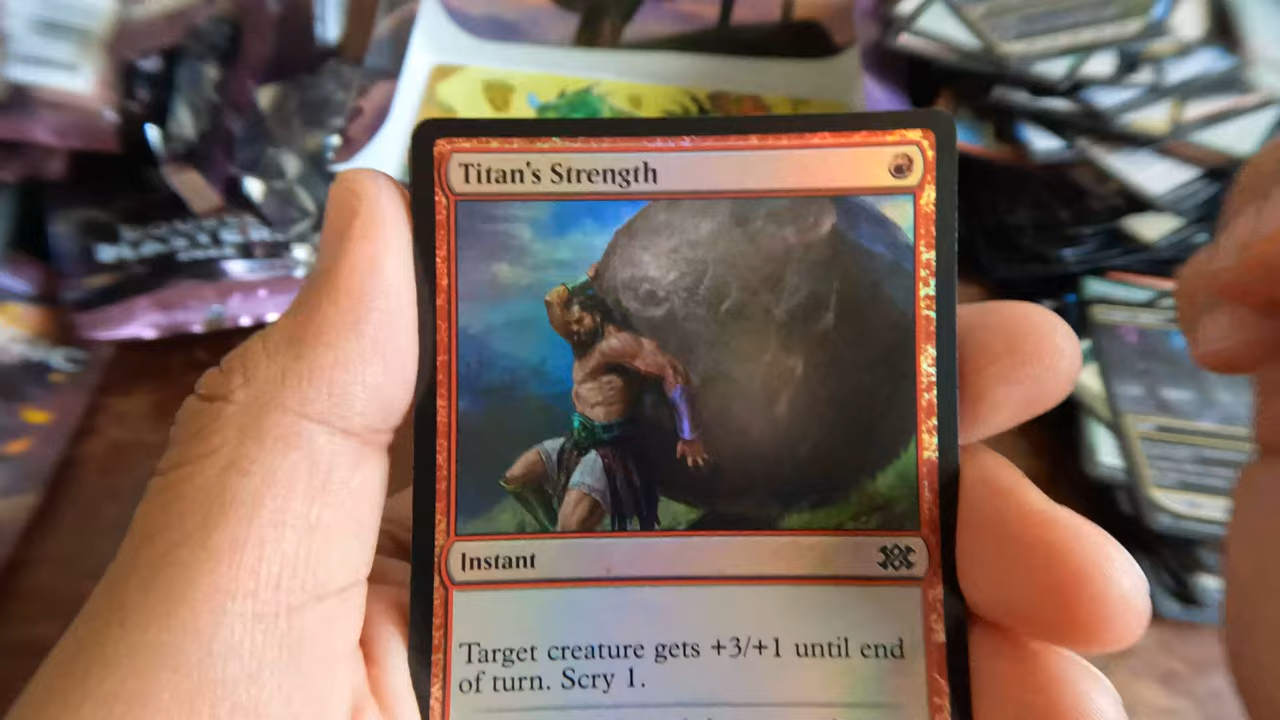 Titan's Strength
Instant
Target creature gets +3/+1 until end
of turn. Scry 1.